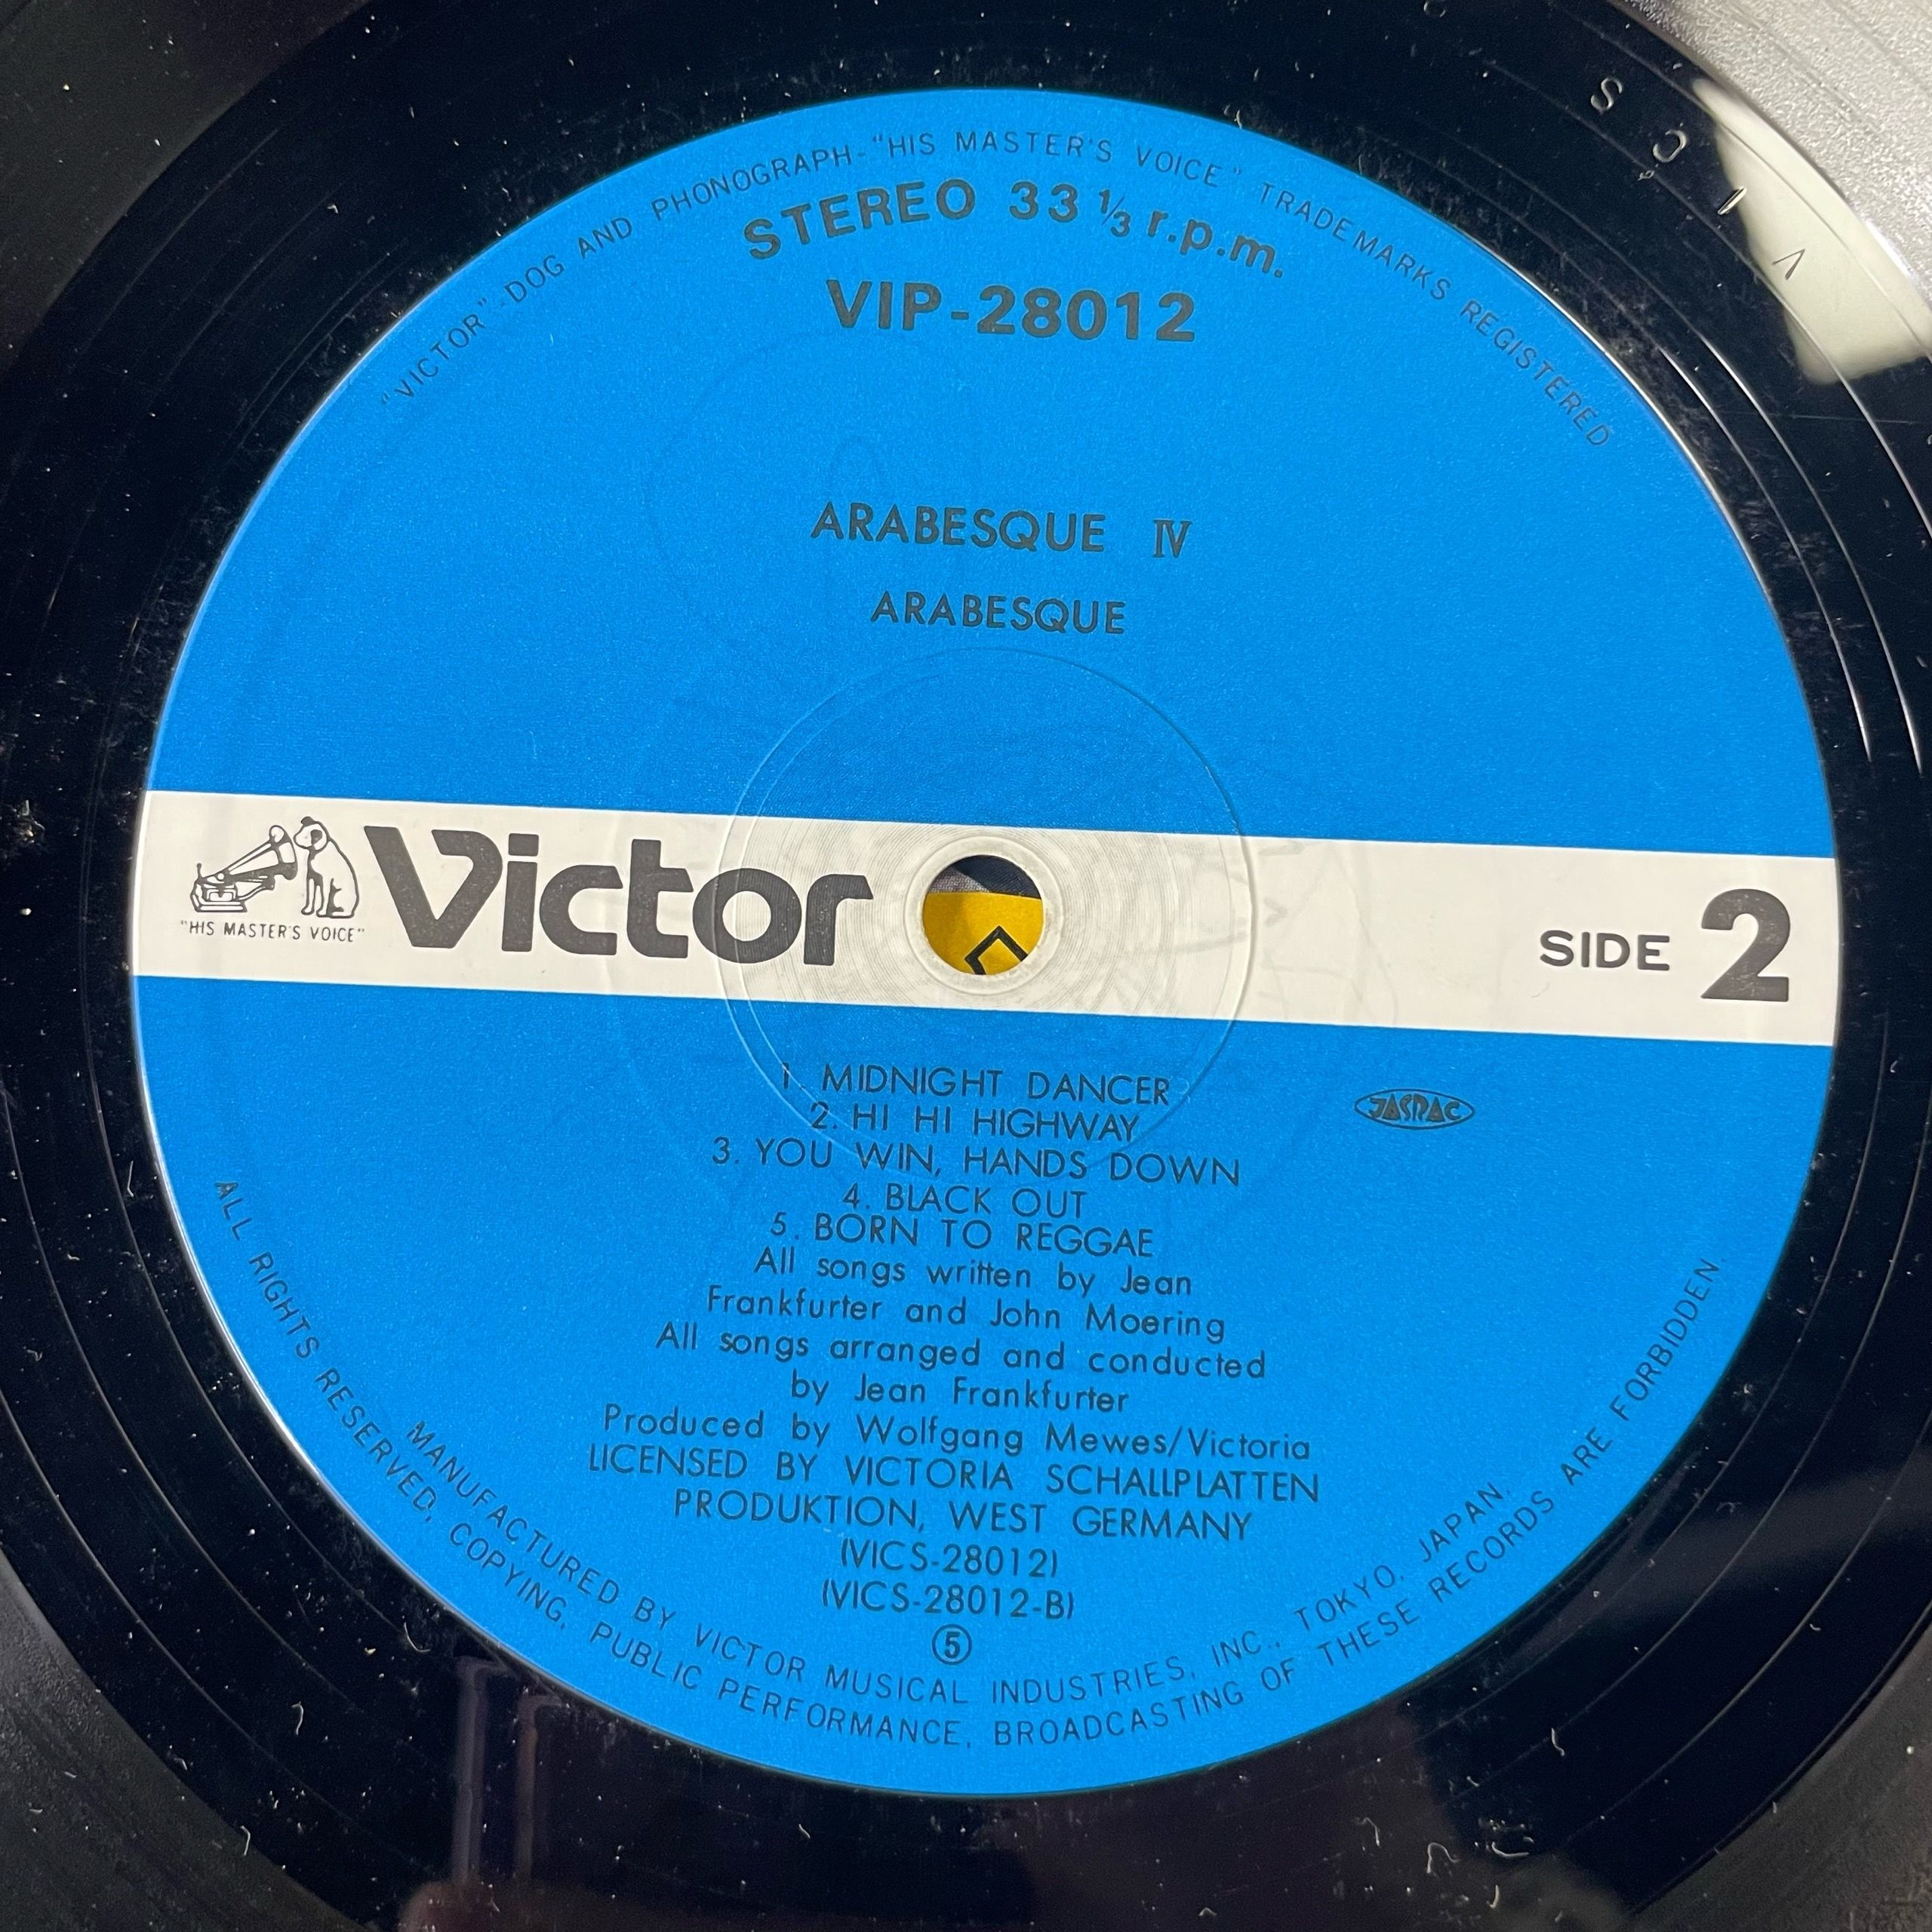 "VICTOR"-DOG AND PHONOGRAPH-"HIS MASTER'S VOICE" TRADEMARKS REGISTERED
STEREO 33 1/3 r.p.m.
VIP-28012
ARABESQUE IV
ARABESQUE
"HIS MASTER'S VOICE"
Victor
SIDE 2
1. MIDNIGHT DANCER
2. HI HI HIGHWAY
3. YOU WIN, HANDS DOWN
4. BLACK OUT
5. BORN TO REGGAE
JASRAC
All songs written by Jean
Frankfurter and John Moering
All songs arranged and conducted
by Jean Frankfurter
Produced by Wolfgang Mewes/Victoria
LICENSED BY VICTORIA SCHALLPLATTEN
PRODUKTION, WEST GERMANY
(VICS-28012)
(VICS-28012-B)
⑤
MANUFACTURED BY VICTOR MUSICAL INDUSTRIES, INC., TOKYO, JAPAN.
ALL RIGHTS RESERVED, COPYING, PUBLIC PERFORMANCE, BROADCASTING OF THESE RECORDS ARE FORBIDDEN.
V I C S